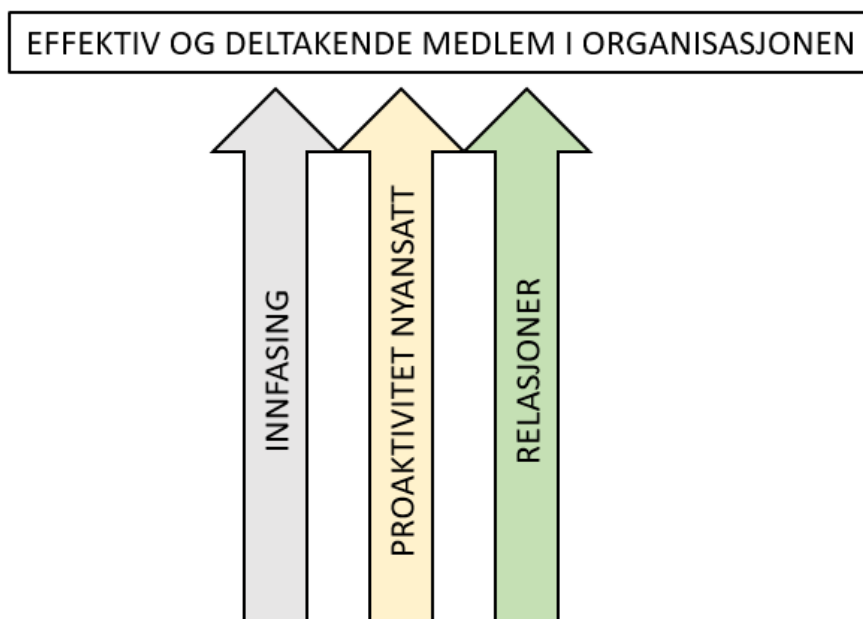 EFFEKTIV OG DELTAKENDE MEDLEM I ORGANISASJONEN
INNFASING
PROAKTIVITET NYANSATT
RELASJONER